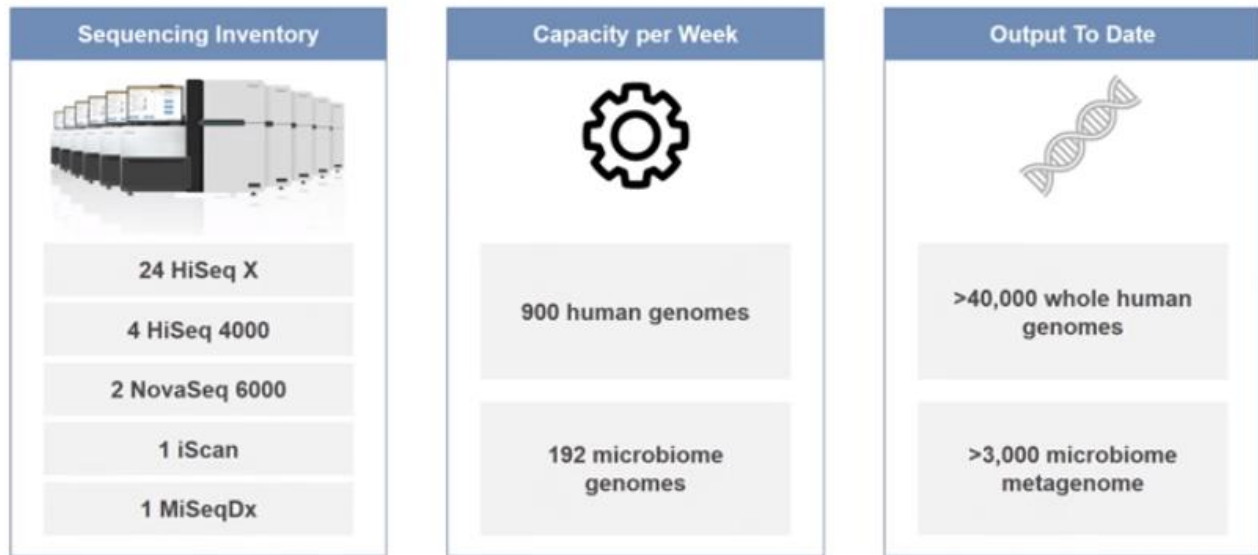 Sequencing Inventory
24 HiSeq X
4 HiSeq 4000
2 NovaSeq 6000
1 iScan
1 MiSeqDx
Capacity per Week
900 human genomes
192 microbiome
genomes
Output To Date
>40,000 whole human
genomes
>3,000 microbiome
metagenome